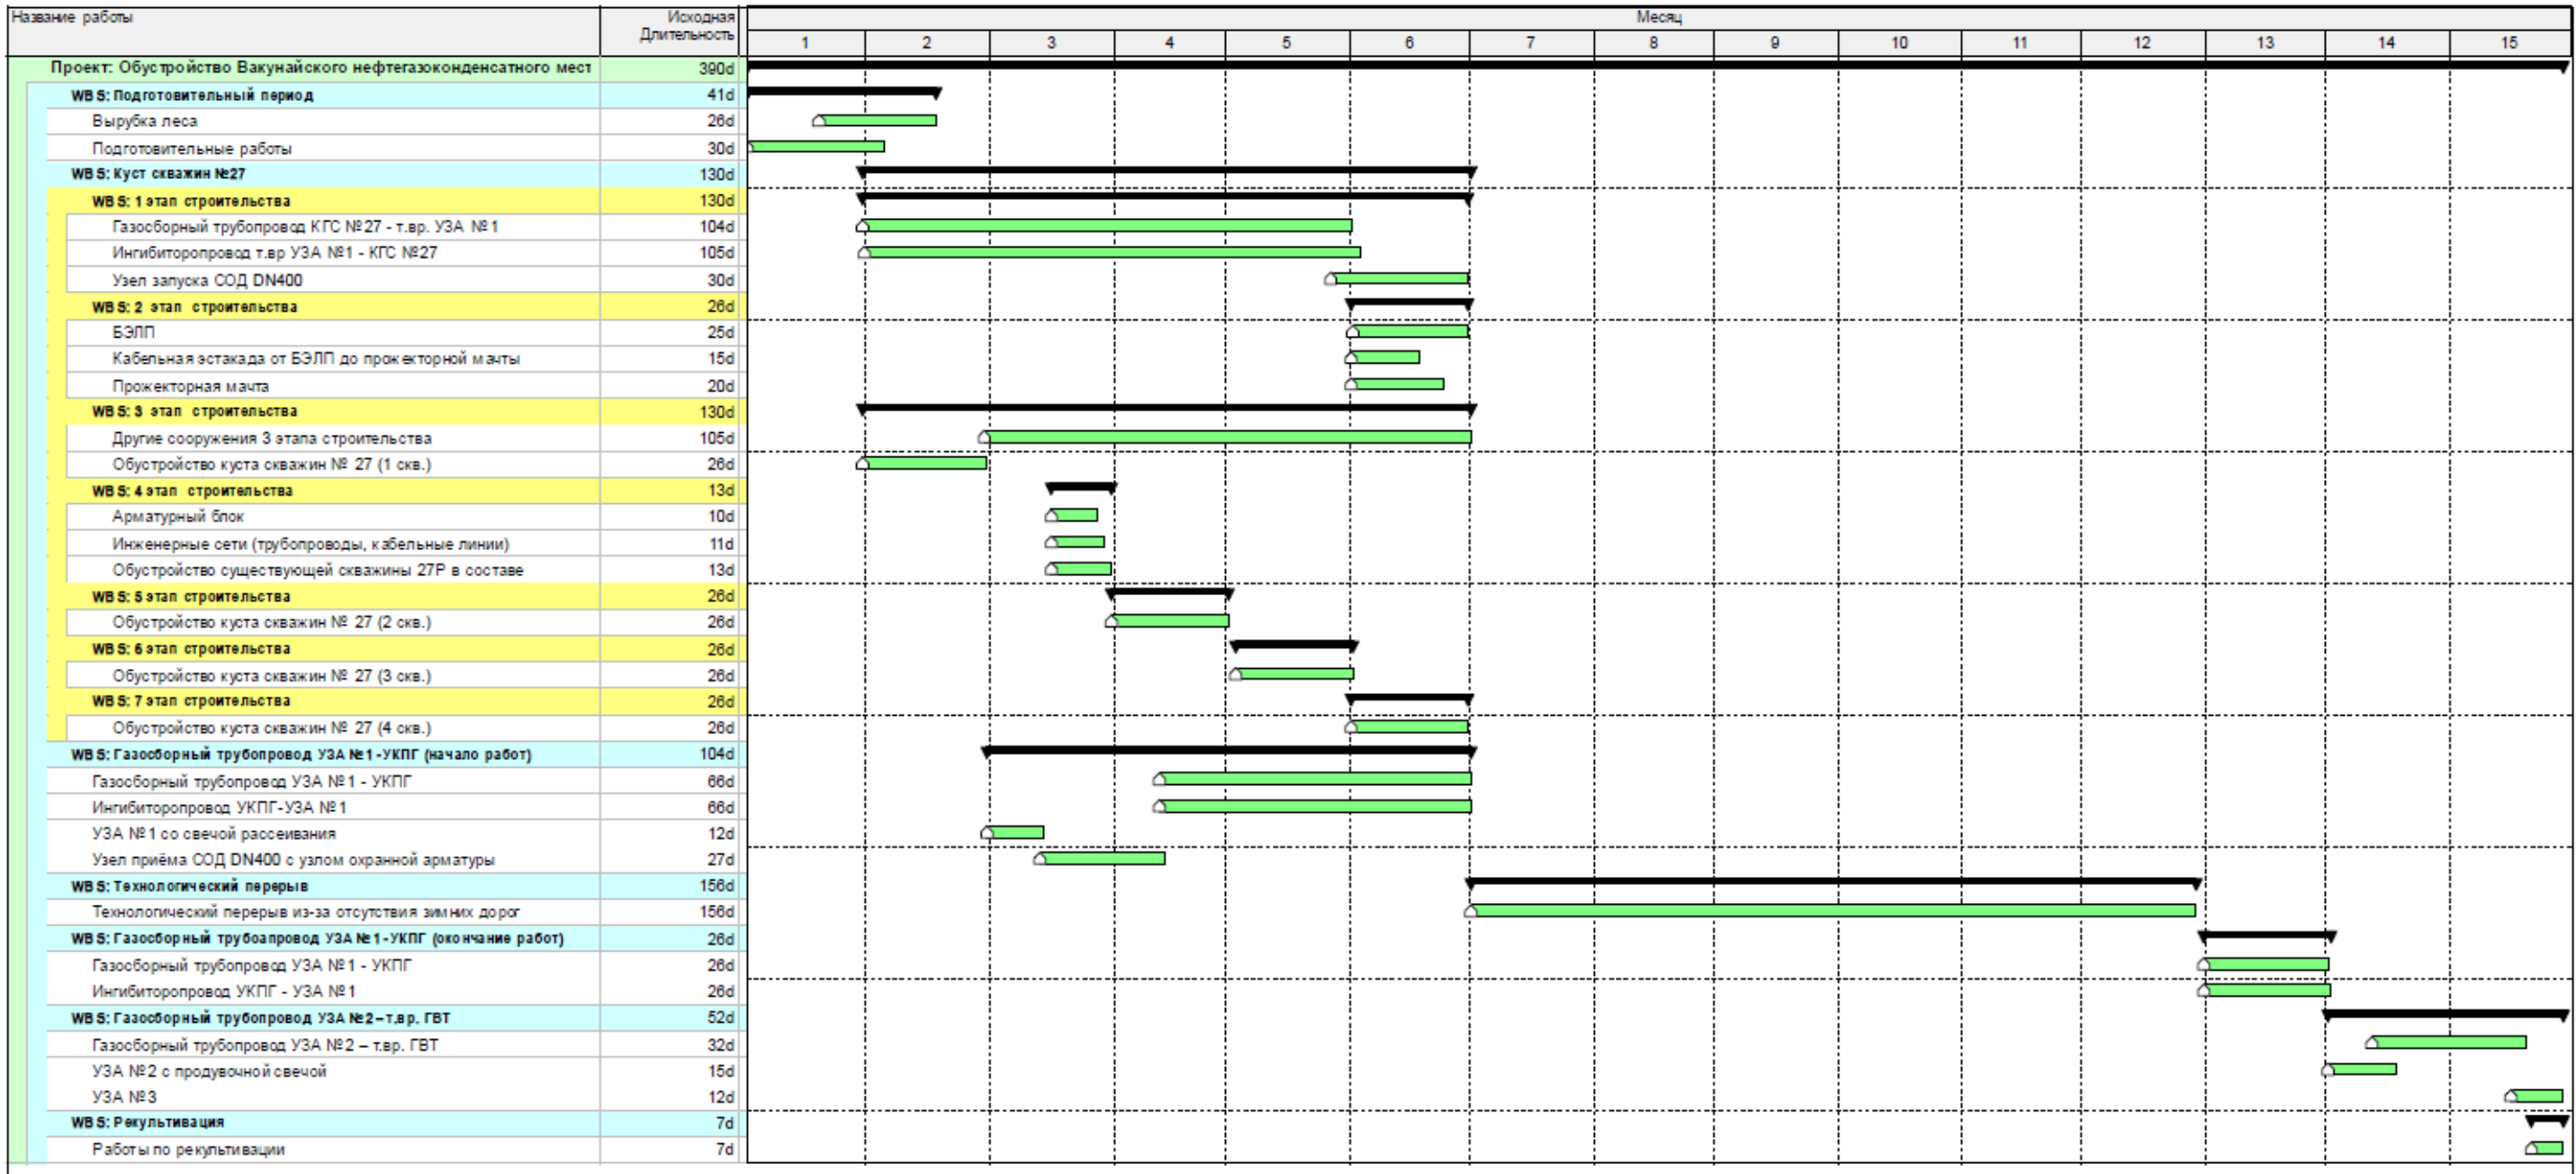 Название работы Исходная Длительность Месяц
1 2 3 4 5 6 7 8 9 10 11 12 13 14 15
Проект: Обустройство Вакунайского нефтегазоконденсатного мест 390d
WBS: Подготовительный период 41d
Вырубка леса 26d
Подготовительные работы 30d
WBS: Куст скважин №27 130d
WBS: 1 этап строительства 130d
Газосборный трубопровод КГС №27 - т.вр. УЗА №1 104d
Ингибиторопровод т.вр УЗА №1 - КГС №27 105d
Узел запуска СОД DN400 30d
WBS: 2 этап строительства 26d
БЭЛП 25d
Кабельная эстакада от БЭЛП до прожекторной мачты 15d
Прожекторная мачта 20d
WBS: 3 этап строительства 130d
Другие сооружения 3 этапа строительства 105d
Обустройство куста скважин № 27 (1 скв.) 26d
WBS: 4 этап строительства 13d
Арматурный блок 10d
Инженерные сети (трубопроводы, кабельные линии) 11d
Обустройство существующей скважины 27Р в составе 13d
WBS: 5 этап строительства 26d
Обустройство куста скважин № 27 (2 скв.) 26d
WBS: 6 этап строительства 26d
Обустройство куста скважин № 27 (3 скв.) 26d
WBS: 7 этап строительства 26d
Обустройство куста скважин № 27 (4 скв.) 26d
WBS: Газосборный трубопровод УЗА №1-УКПГ (начало работ) 104d
Газосборный трубопровод УЗА №1 - УКПГ 66d
Ингибиторопровод УКПГ-УЗА №1 66d
УЗА №1 со свечой рассеивания 12d
Узел приёма СОД DN400 с узлом охранной арматуры 27d
WBS: Технологический перерыв 156d
Технологический перерыв из-за отсутствия зимних дорог 156d
WBS: Газосборный трубоапровод УЗА №1-УКПГ (окончание работ) 26d
Газосборный трубопровод УЗА №1 - УКПГ 26d
Ингибиторопровод УКПГ - УЗА №1 26d
WBS: Газосборный трубопровод УЗА №2–т.вр. ГВТ 52d
Газосборный трубопровод УЗА №2 – т.вр. ГВТ 32d
УЗА №2 с продувочной свечой 15d
УЗА №3 12d
WBS: Рекультивация 7d
Работы по рекультивации 7d